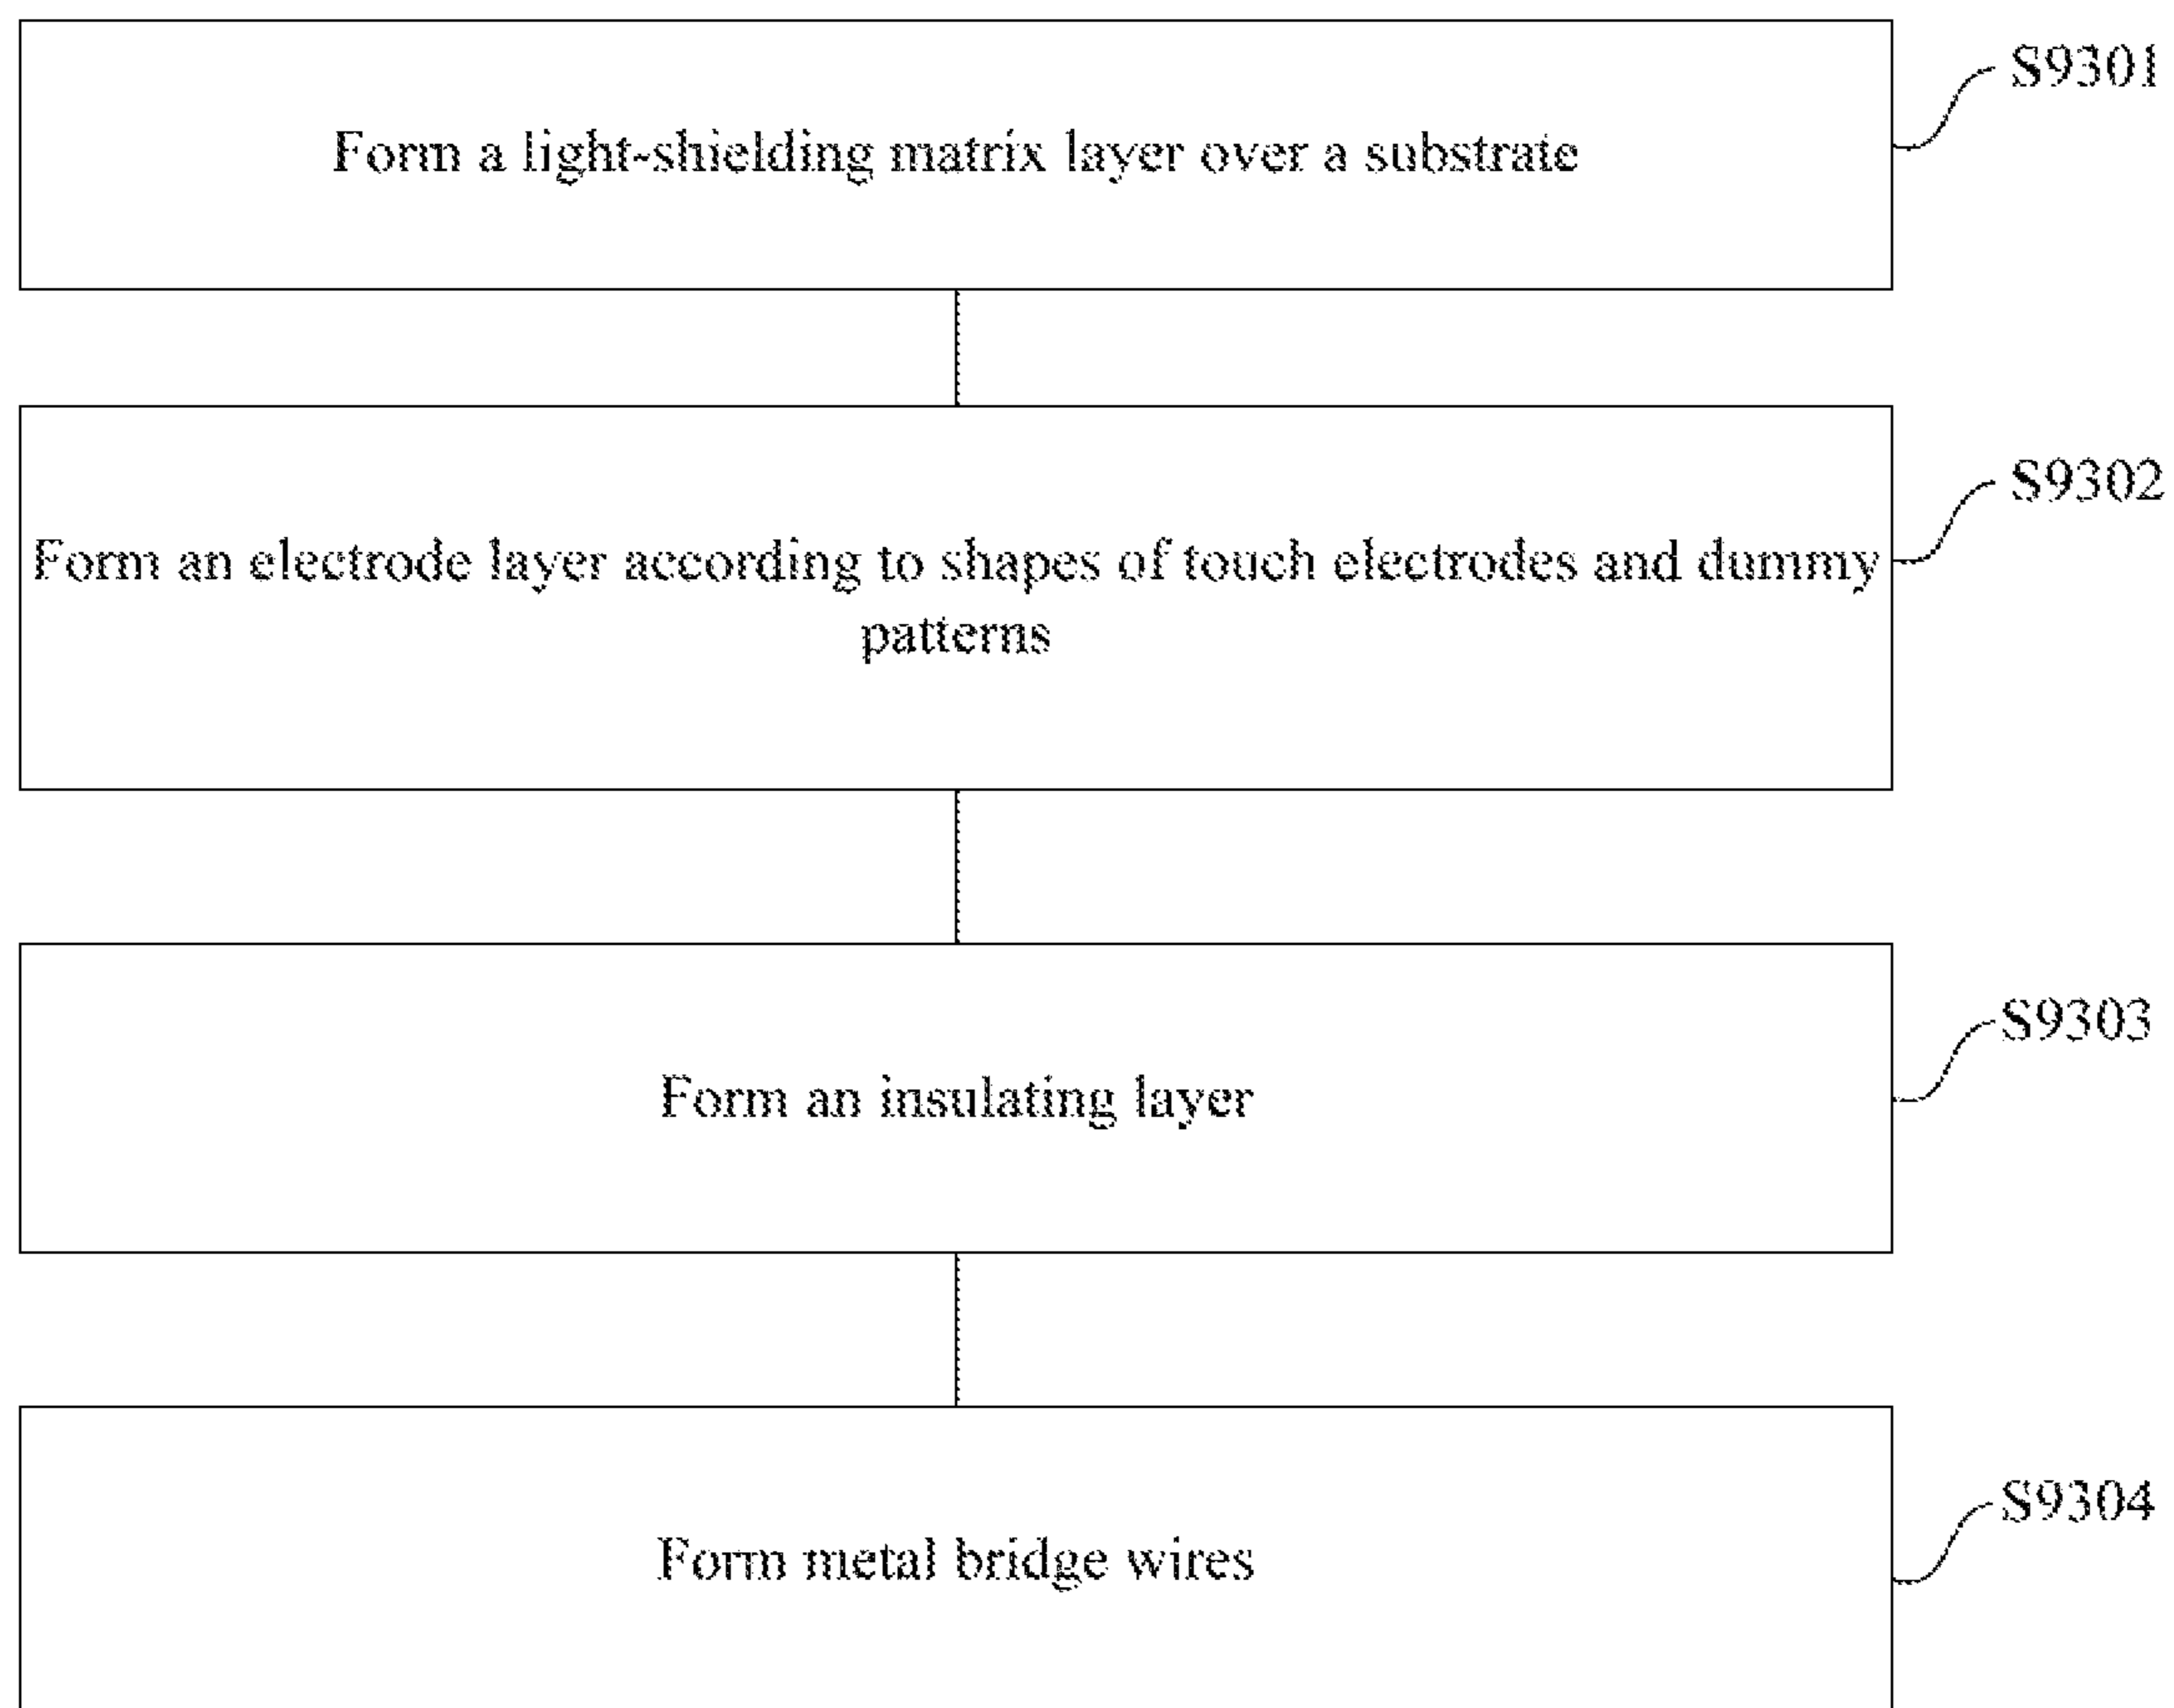 S9301
Form a light-shielding matrix layer over a substrate
S9302
Form an electrode layer according to shapes of touch electrodes and dummy
patterns
S9303
Form an insulating layer
S9304
Form metal bridge wires